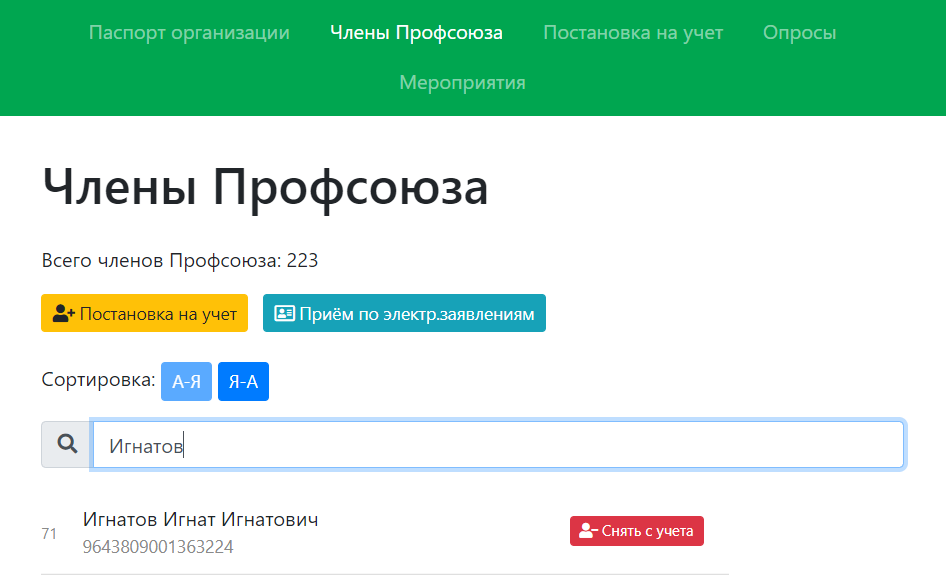 Паспорт организации Члены Профсоюза Постановка на учет Опросы
Мероприятия
Члены Профсоюза
Всего членов Профсоюза: 223
Постановка на учет Приём по электр.заявлениям
Сортировка: А-Я Я-А
Игнатов
71 Игнатов Игнат Игнатович Снять с учета
9643809001363224